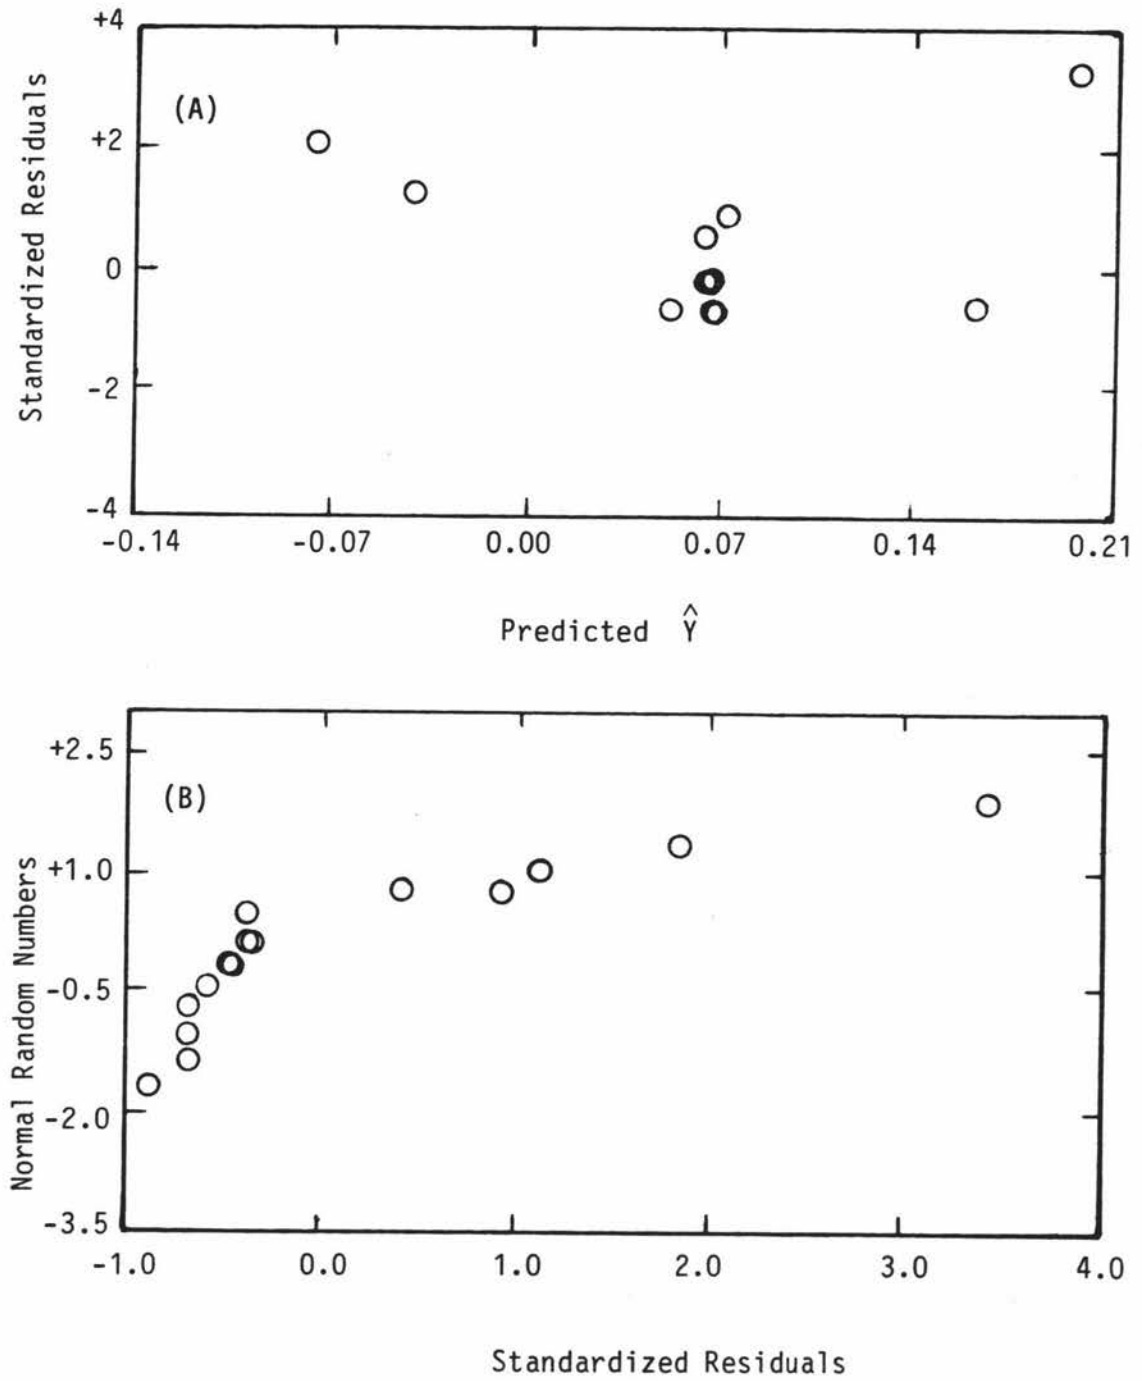 +4
+2
0
-2
-4
Standardized Residuals
(A)
-0.14 -0.07 0.00 0.07 0.14 0.21
Predicted Ŷ
+2.5
+1.0
-0.5
-2.0
-3.5
Normal Random Numbers
(B)
-1.0 0.0 1.0 2.0 3.0 4.0
Standardized Residuals